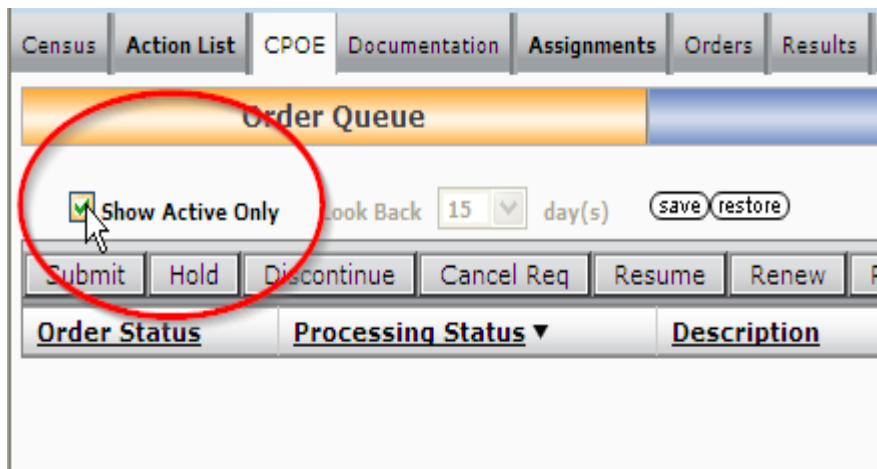 Census Action List CPOE Documentation Assignments Orders Results
Order Queue
Show Active Only Look Back 15 day(s) save restore
Submit Hold Discontinue Cancel Req Resume Renew
Order Status Processing Status ▼ Description